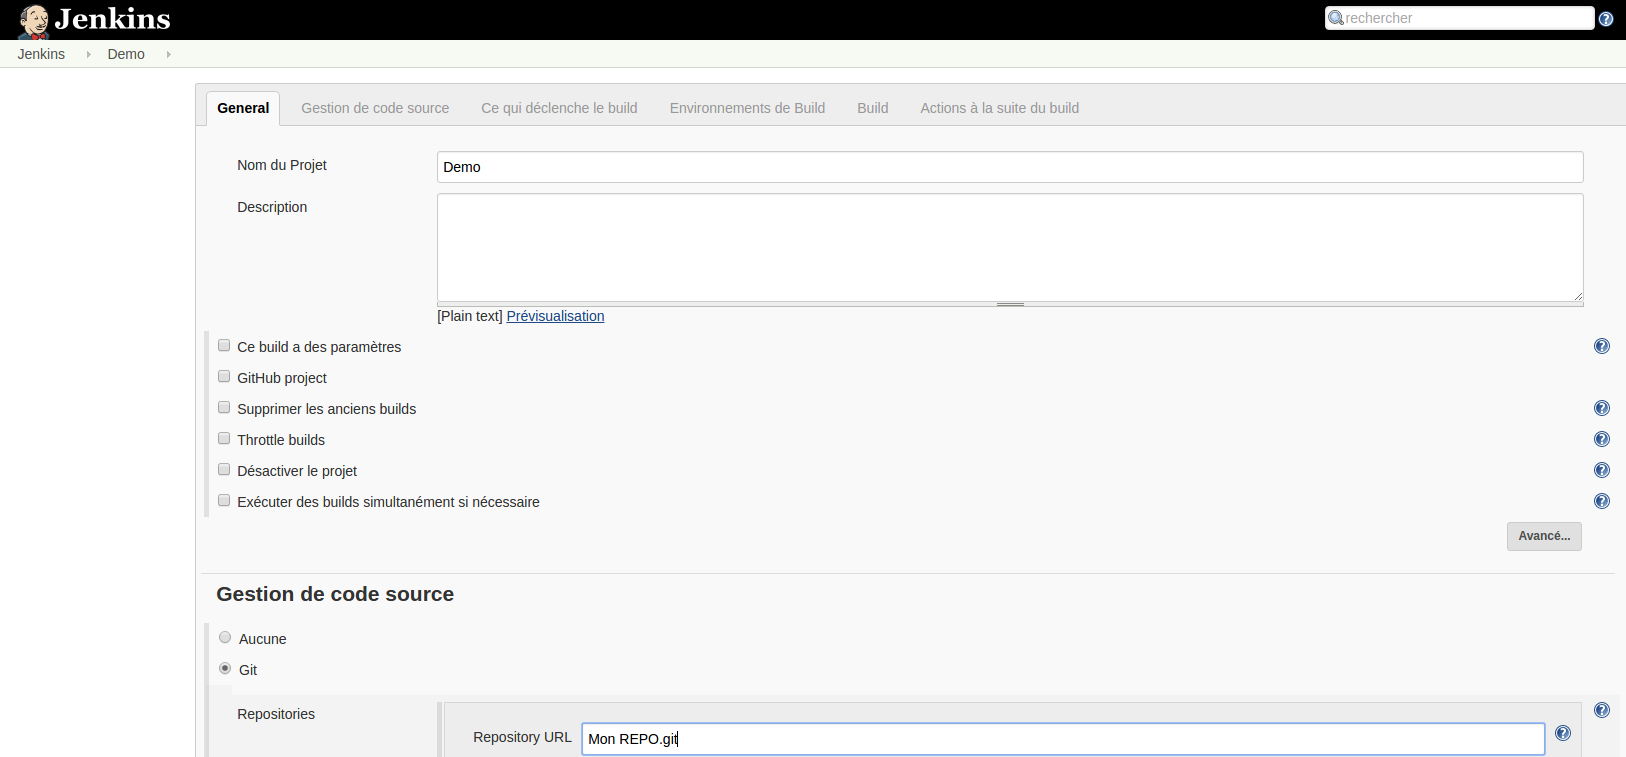 Jenkins
rechercher
Jenkins Demo
General Gestion de code source Ce qui déclenche le build Environnements de Build Build Actions à la suite du build
Nom du Projet Demo
Description
[Plain text] Prévisualisation
Ce build a des paramètres
GitHub project
Supprimer les anciens builds
Throttle builds
Désactiver le projet
Exécuter des builds simultanément si nécessaire
Avancé...
Gestion de code source
Aucune
Git
Repositories
Repository URL Mon REPO.git